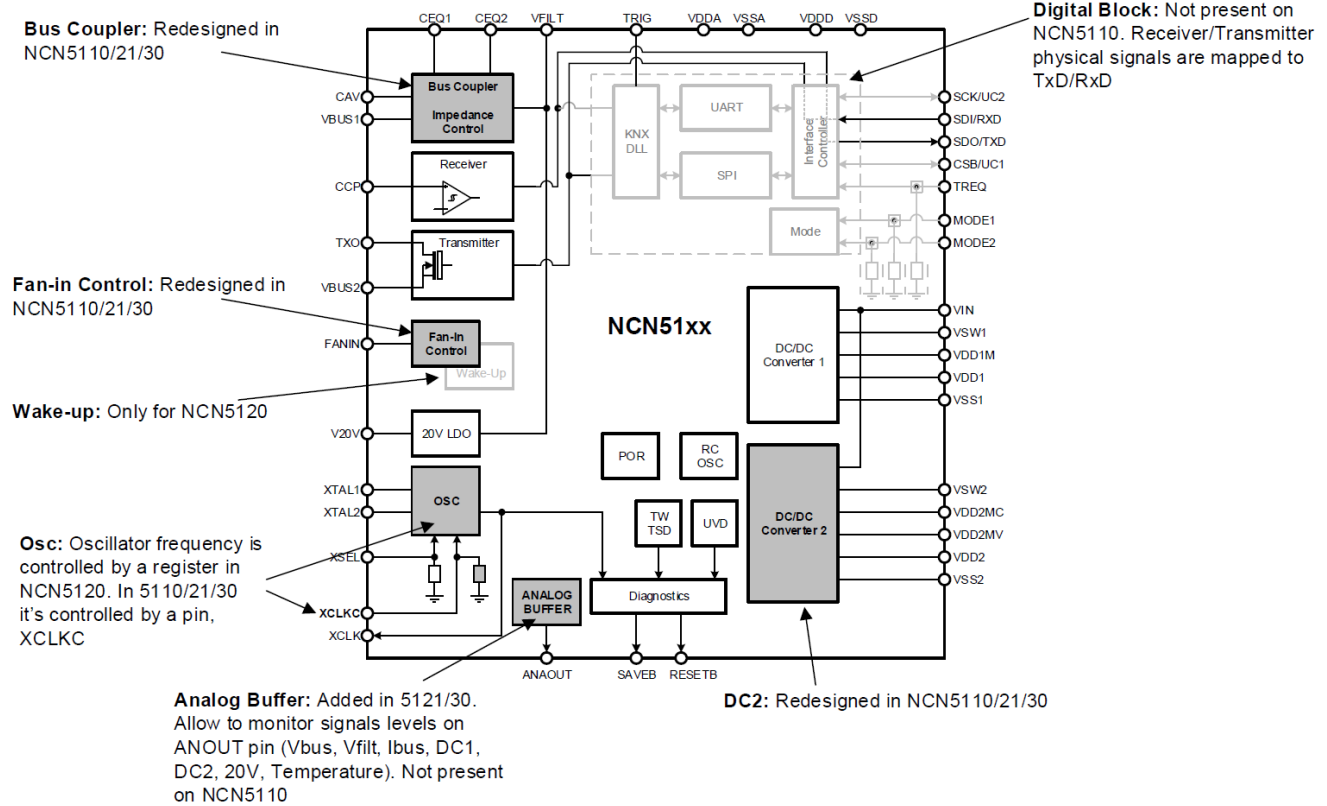 CEQ1 CEQ2 VFILT TRIG VDDA VSSA VDDD VSSD
Bus Coupler: Redesigned in
NCN5110/21/30
Digital Block: Not present on
NCN5110. Receiver/Transmitter
physical signals are mapped to
TxD/RxD
Bus Coupler
Impedance
Control
CAV
VBUS1
Receiver
CCP
Transmitter
TXO
VBUS2
KNX
DLL
UART
SPI
Interface
Controller
Mode
SCK/UC2
SDI/RXD
SDO/TXD
CSB/UC1
TREQ
MODE1
MODE2
Fan-in Control: Redesigned in
NCN5110/21/30
FANIN
Fan-In
Control
Wake-Up
Wake-up: Only for NCN5120
NCN51xx
DC/DC
Converter 1
VIN
VSW1
VDD1M
VDD1
VSS1
V20V
20V LDO
POR
RC
OSC
XTAL1
XTAL2
OSC
XSEL
XCLKC
XCLK
Osc: Oscillator frequency is
controlled by a register in
NCN5120. In 5110/21/30
it's controlled by a pin,
XCLKC
TW
TSD
UVD
DC/DC
Converter 2
VSW2
VDD2MC
VDD2MV
VDD2
VSS2
ANALOG
BUFFER
Diagnostics
ANAOUT
SAVEB
RESETB
Analog Buffer: Added in 5121/30.
Allow to monitor signals levels on
ANOUT pin (Vbus, Vfilt, Ibus, DC1,
DC2, 20V, Temperature). Not present
on NCN5110
DC2: Redesigned in NCN5110/21/30